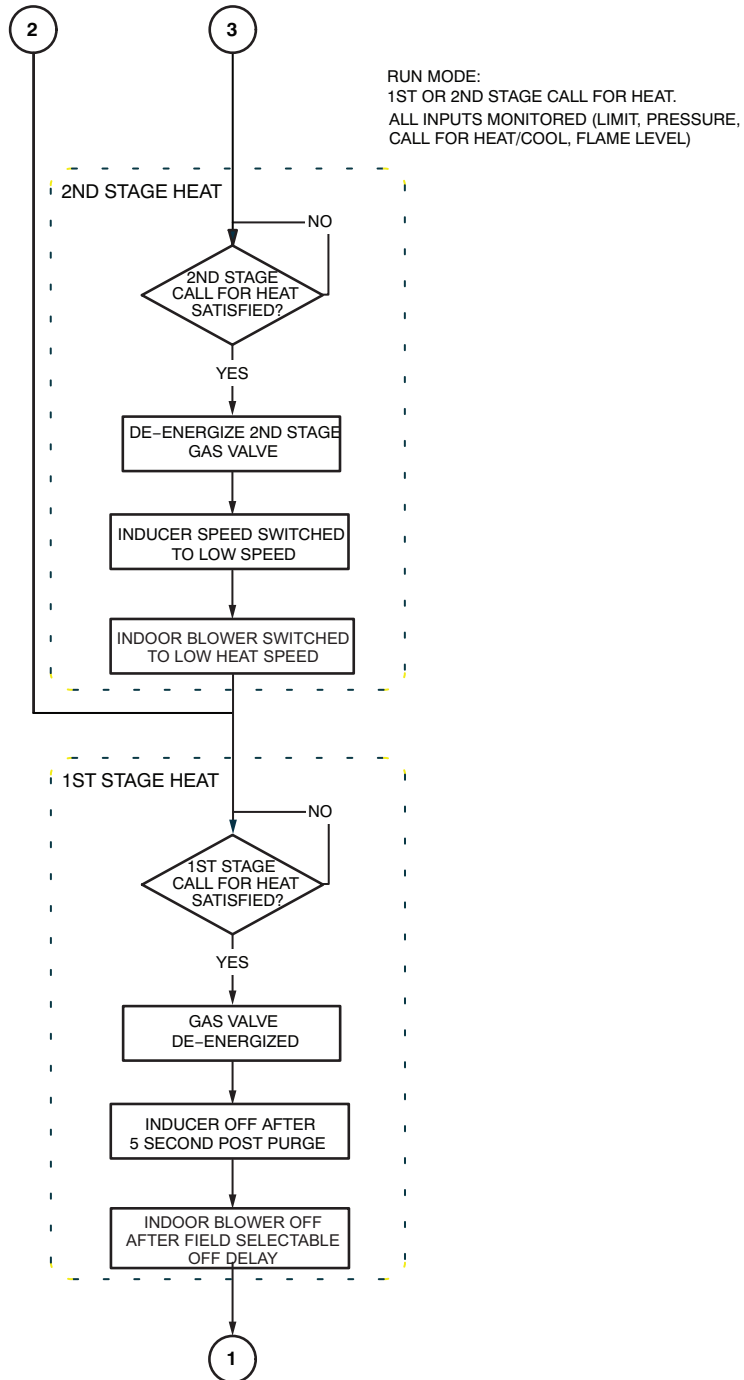 2
3
RUN MODE:
1ST OR 2ND STAGE CALL FOR HEAT.
ALL INPUTS MONITORED (LIMIT, PRESSURE,
CALL FOR HEAT/COOL, FLAME LEVEL)
2ND STAGE HEAT
NO
2ND STAGE
CALL FOR HEAT
SATISFIED?
YES
DE−ENERGIZE 2ND STAGE
GAS VALVE
INDUCER SPEED SWITCHED
TO LOW SPEED
INDOOR BLOWER SWITCHED
TO LOW HEAT SPEED
1ST STAGE HEAT
NO
1ST STAGE
CALL FOR HEAT
SATISFIED?
YES
GAS VALVE
DE−ENERGIZED
INDUCER OFF AFTER
5 SECOND POST PURGE
INDOOR BLOWER OFF
AFTER FIELD SELECTABLE
OFF DELAY
1